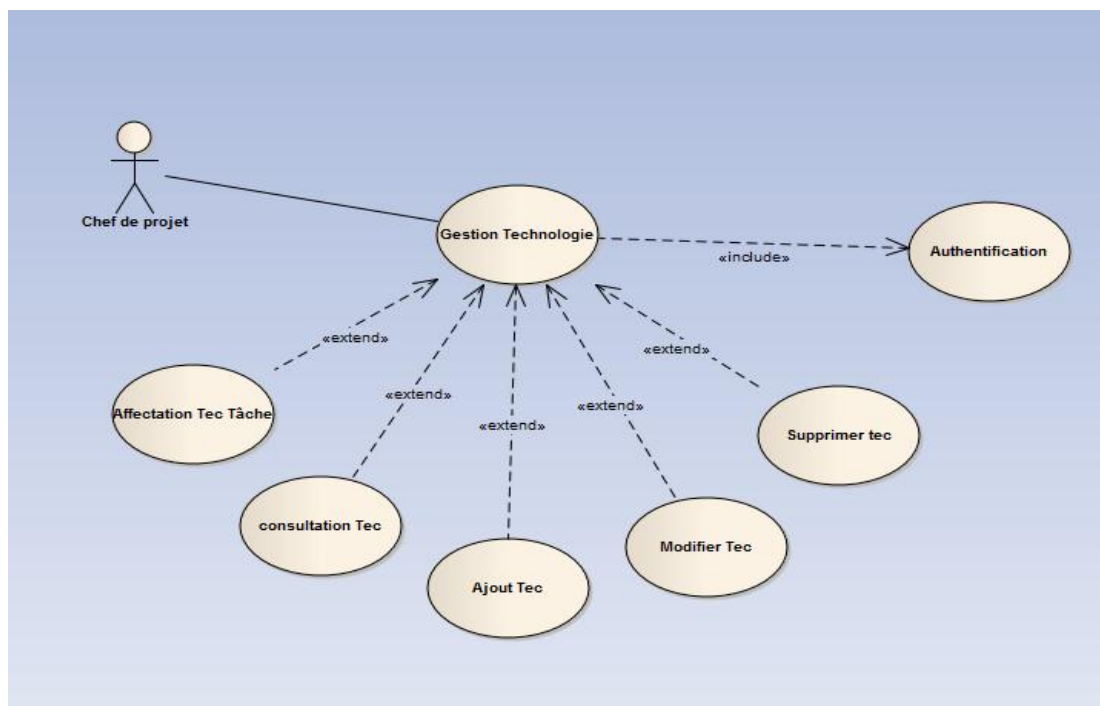 Chef de projet
Gestion Technologie
Authentification
«include»
«extend»
«extend»
«extend»
«extend»
«extend»
Affectation Tec Tâche
Supprimer tec
consultation Tec
Modifier Tec
Ajout Tec